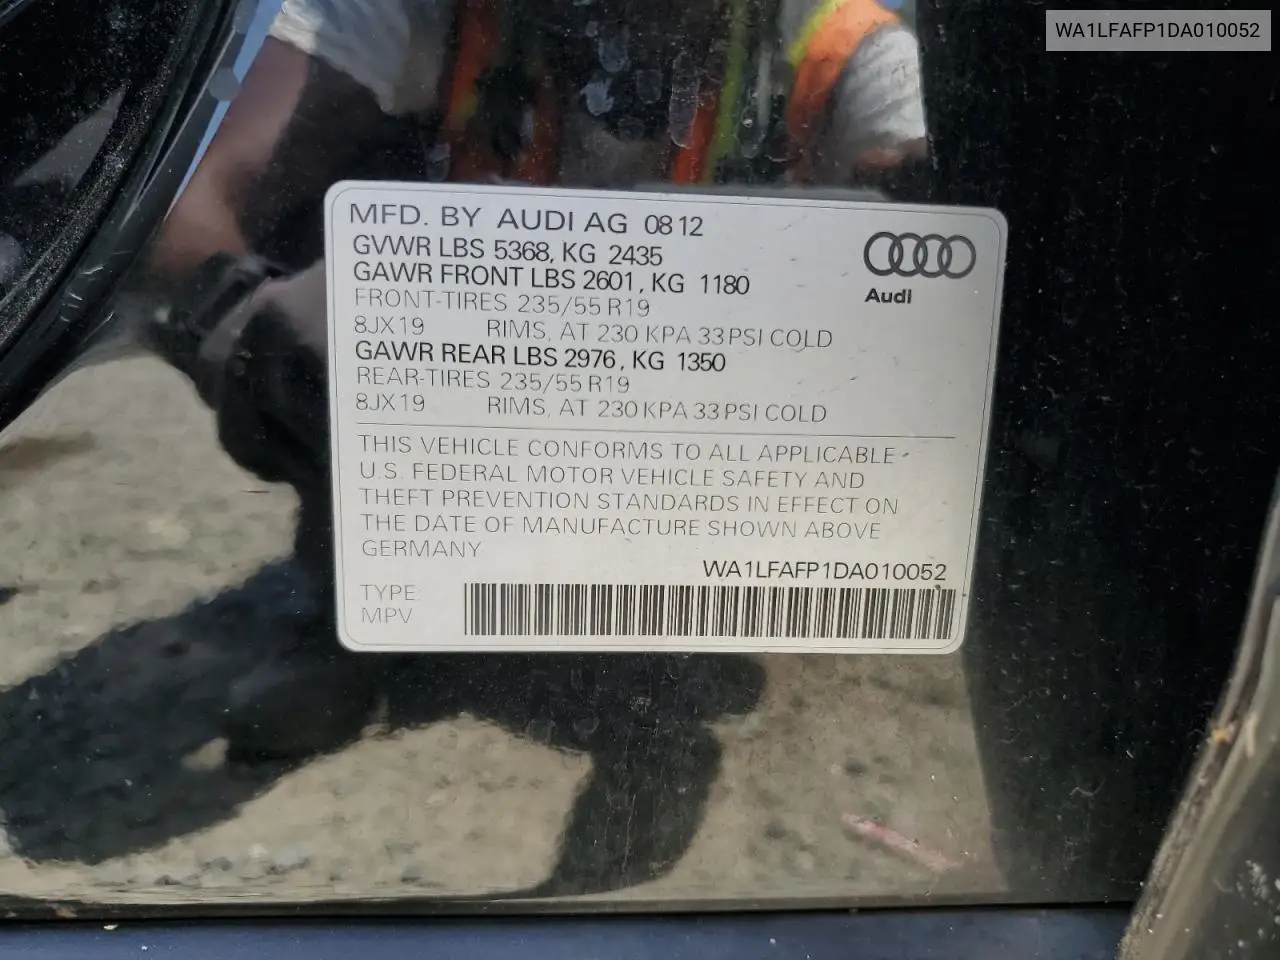 WA1LFAFP1DA010052
MFD. BY AUDI AG 08 12
GVWR LBS 5368, KG 2435
GAWR FRONT LBS 2601, KG 1180
FRONT-TIRES 235/55 R19
8JX19 RIMS, AT 230 KPA 33 PSI COLD
GAWR REAR LBS 2976, KG 1350
REAR-TIRES 235/55 R19
8JX19 RIMS, AT 230 KPA 33 PSI COLD
Audi
THIS VEHICLE CONFORMS TO ALL APPLICABLE
U.S. FEDERAL MOTOR VEHICLE SAFETY AND
THEFT PREVENTION STANDARDS IN EFFECT ON
THE DATE OF MANUFACTURE SHOWN ABOVE
GERMANY
WA1LFAFP1DA010052
TYPE:
MPV